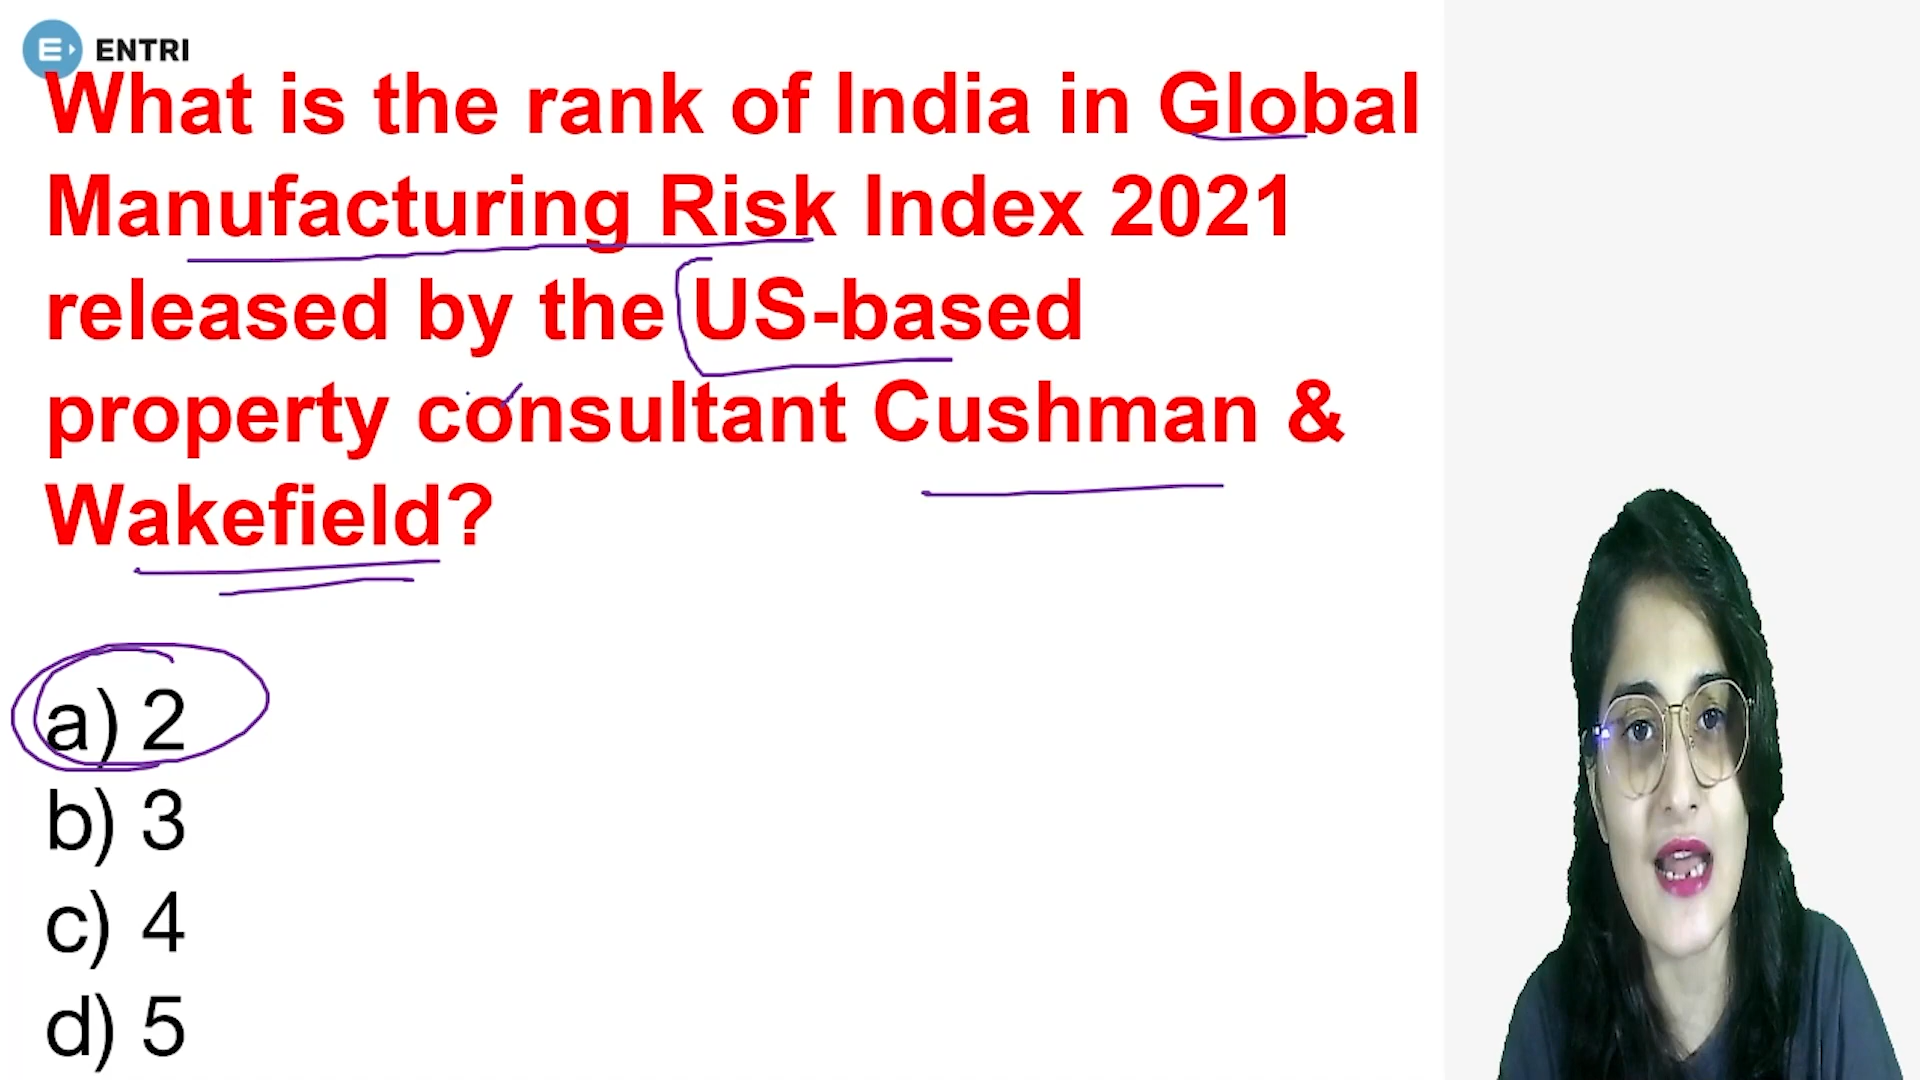 ENTRI
What is the rank of India in Global
Manufacturing Risk Index 2021
released by the US-based
property consultant Cushman &
Wakefield?
a) 2
b) 3
c) 4
d) 5